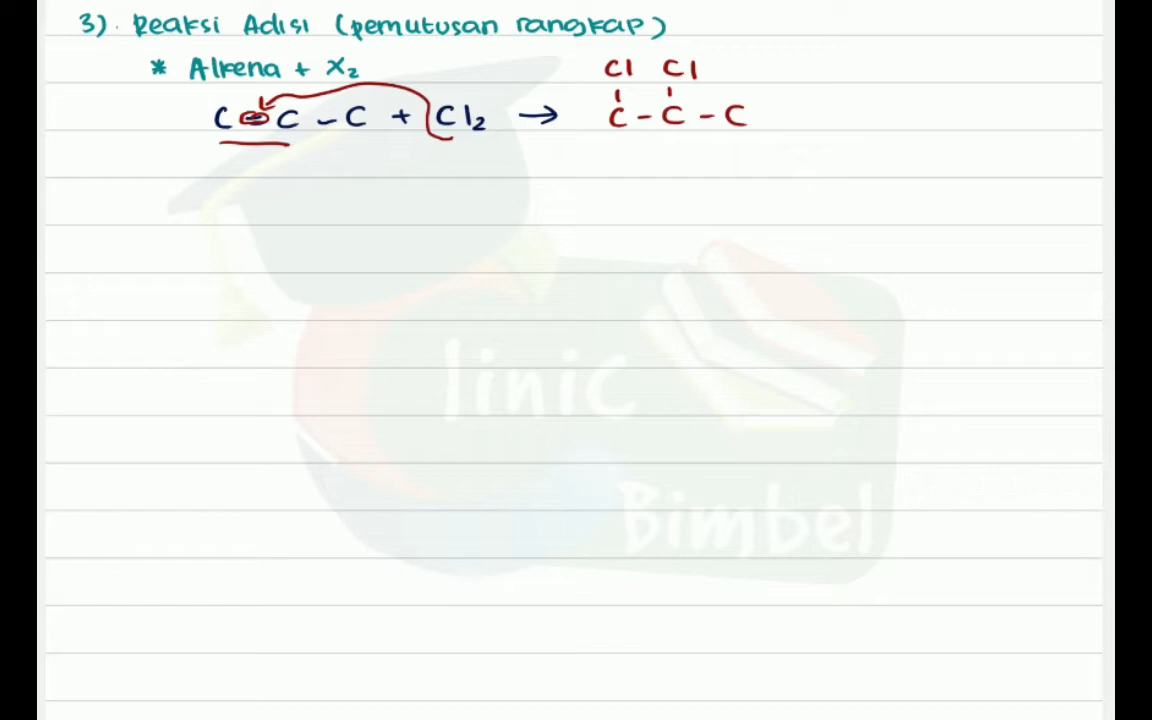 3). Reaksi Adisi (pemutusan rangkap)
* Alkena + X₂
Cl Cl
C = C - C + Cl₂ → C - C - C
linic
Bimbel